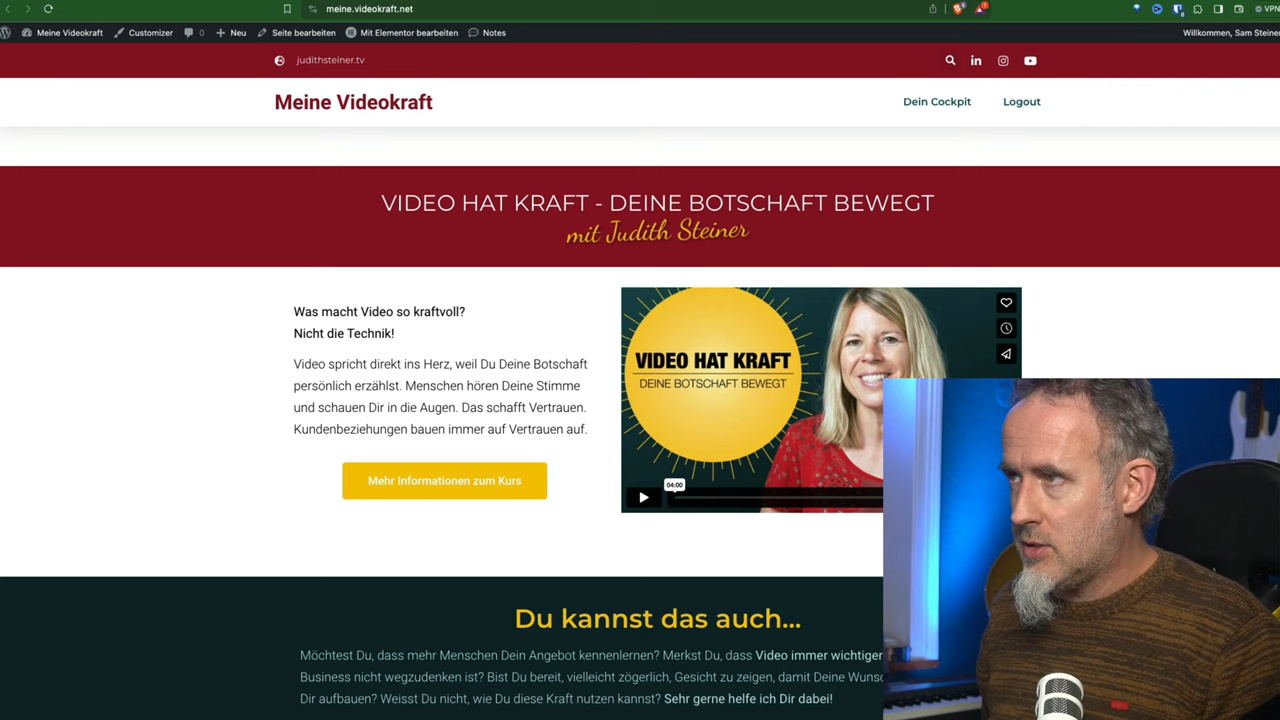 meine.videokraft.net
VPN
Meine Videokraft
Customizer
0
Neu
Seite bearbeiten
Mit Elementor bearbeiten
Notes
Willkommen, Sam Steiner
judithsteiner.tv
Meine Videokraft
Dein Cockpit
Logout
VIDEO HAT KRAFT - DEINE BOTSCHAFT BEWEGT
mit Judith Steiner
Was macht Video so kraftvoll?
Nicht die Technik!
Video spricht direkt ins Herz, weil Du Deine Botschaft
persönlich erzählst. Menschen hören Deine Stimme
und schauen Dir in die Augen. Das schafft Vertrauen.
Kundenbeziehungen bauen immer auf Vertrauen auf.
Mehr Informationen zum Kurs
VIDEO HAT KRAFT
DEINE BOTSCHAFT BEWEGT
04:00
Du kannst das auch...
Möchtest Du, dass mehr Menschen Dein Angebot kennenlernen? Merkst Du, dass Video immer wichtiger
Business nicht wegzudenken ist? Bist Du bereit, vielleicht zögerlich, Gesicht zu zeigen, damit Deine Wuns
Dir aufbauen? Weisst Du nicht, wie Du diese Kraft nutzen kannst? Sehr gerne helfe ich Dir dabei!